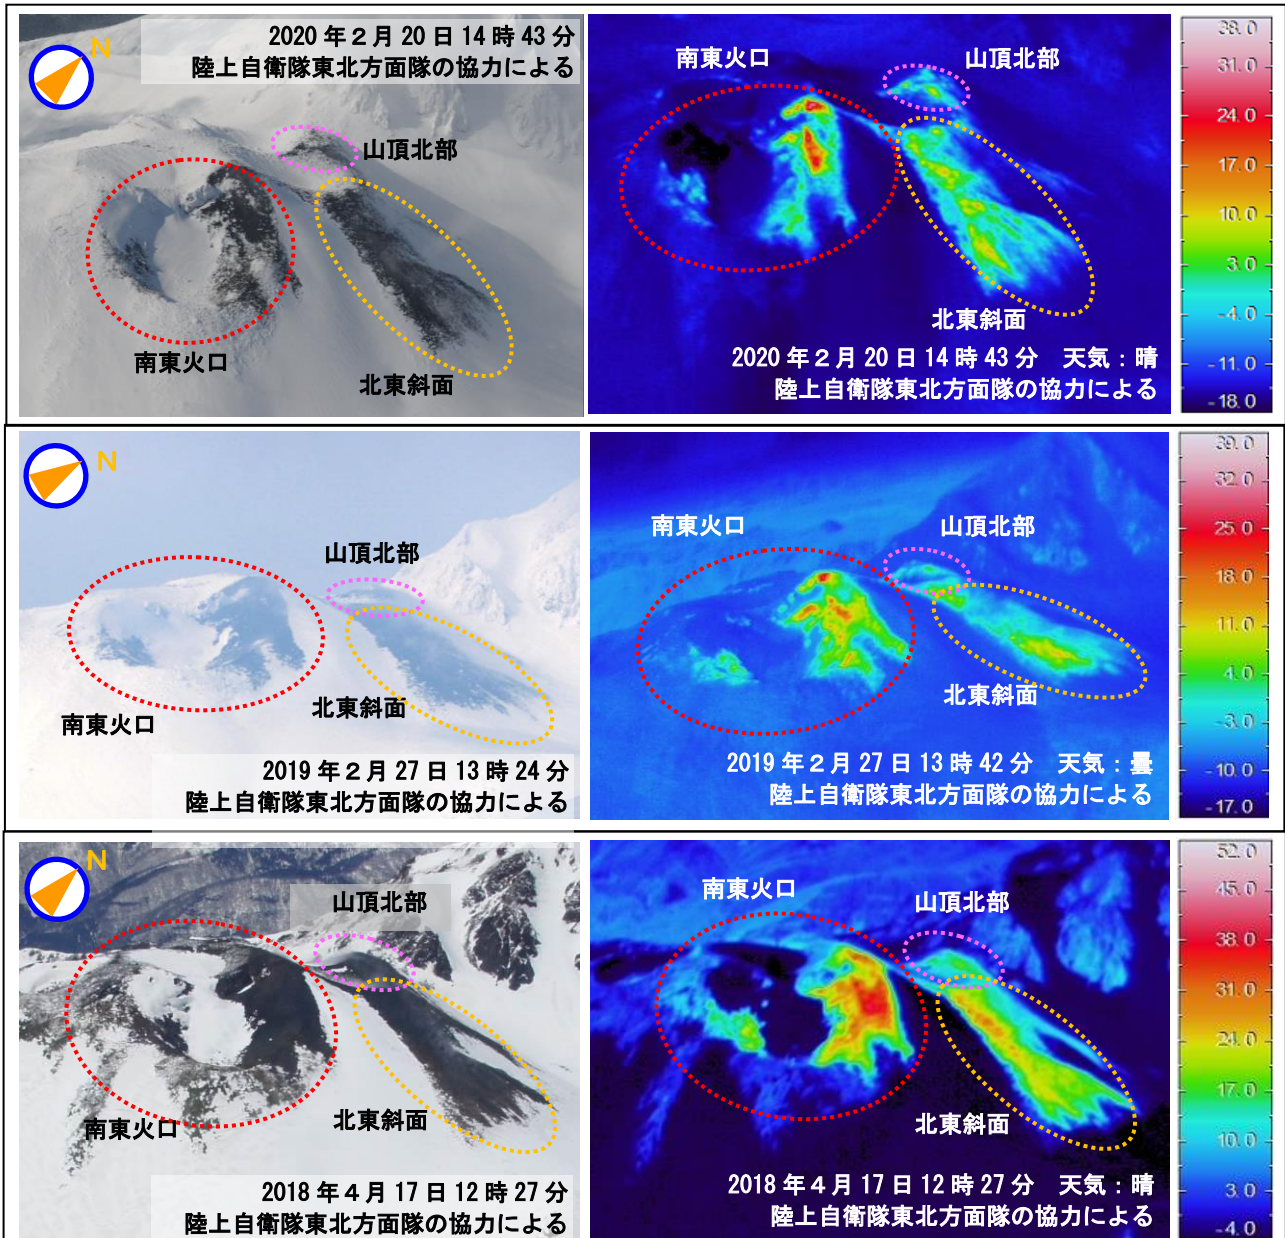 N
2020年2月20日14時43分
陸上自衛隊東北方面隊の協力による
山頂北部
南東火口
北東斜面
南東火口
山頂北部
北東斜面
2020年2月20日14時43分 天気：晴
陸上自衛隊東北方面隊の協力による
38.0
31.0
24.0
17.0
10.0
3.0
-4.0
-11.0
-18.0
N
山頂北部
北東斜面
南東火口
2019年2月27日13時24分
陸上自衛隊東北方面隊の協力による
南東火口
山頂北部
北東斜面
2019年2月27日13時42分 天気：曇
陸上自衛隊東北方面隊の協力による
39.0
32.0
25.0
18.0
11.0
4.0
-3.0
-10.0
-17.0
N
山頂北部
南東火口
北東斜面
2018年4月17日12時27分
陸上自衛隊東北方面隊の協力による
南東火口
山頂北部
北東斜面
2018年4月17日12時27分 天気：晴
陸上自衛隊東北方面隊の協力による
52.0
45.0
38.0
31.0
24.0
17.0
10.0
3.0
-4.0